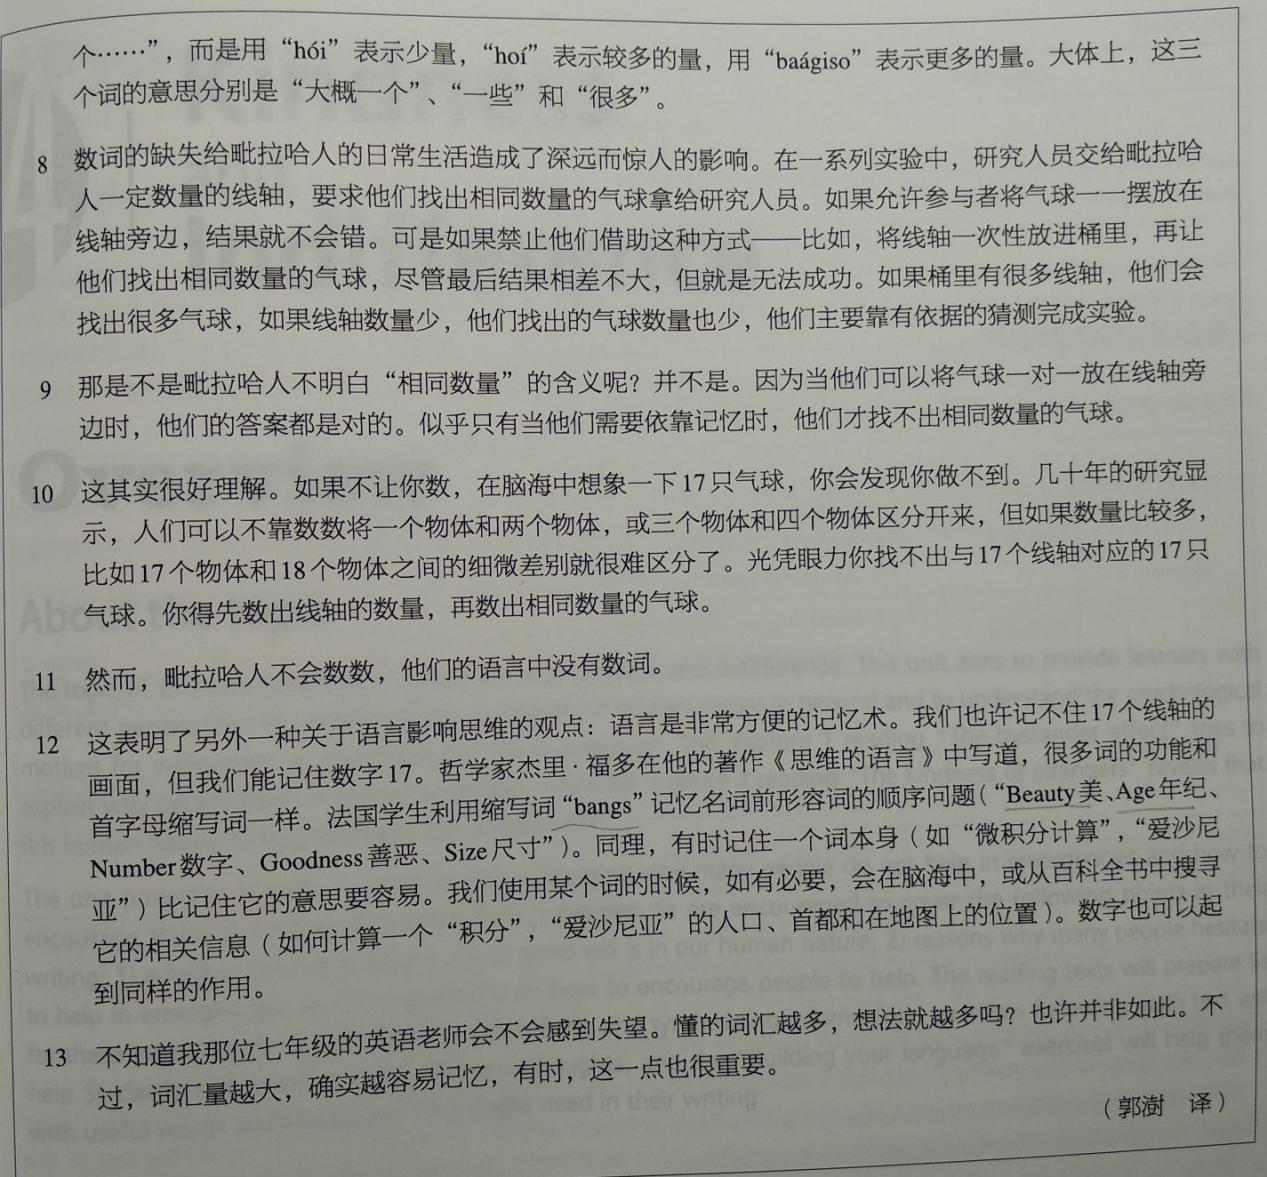 个……”，而是用“hói”表示少量，“hoí”表示较多的量，用“baágiso”表示更多的量。大体上，这三
个词的意思分别是“大概一个”、“一些”和“很多”。
8 数词的缺失给毗拉哈人的日常生活造成了深远而惊人的影响。在一系列实验中，研究人员交给毗拉哈
人一定数量的线轴，要求他们找出相同数量的气球拿给研究人员。如果允许参与者将气球一一摆放在
线轴旁边，结果就不会错。可是如果禁止他们借助这种方式——比如，将线轴一次性放进桶里，再让
他们找出相同数量的气球，尽管最后结果相差不大，但就是无法成功。如果桶里有很多线轴，他们会
找出很多气球，如果线轴数量少，他们找出的气球数量也少，他们主要靠有依据的猜测完成实验。
9 那是不是毗拉哈人不明白“相同数量”的含义呢？并不是。因为当他们可以将气球一对一放在线轴旁
边时，他们的答案都是对的。似乎只有当他们需要依靠记忆时，他们才找不出相同数量的气球。
10 这其实很好理解。如果不让你数，在脑海中想象一下17只气球，你会发现你做不到。几十年的研究显
示，人们可以不靠数数将一个物体和两个物体，或三个物体和四个物体区分开来，但如果数量比较多，
比如17个物体和18个物体之间的细微差别就很难区分了。光凭眼力你找不出与17个线轴对应的17只
气球。你得先数出线轴的数量，再数出相同数量的气球。
11 然而，毗拉哈人不会数数，他们的语言中没有数词。
12 这表明了另外一种关于语言影响思维的观点：语言是非常方便的记忆术。我们也许记不住17个线轴的
画面，但我们能记住数字17。哲学家杰里·福多在他的著作《思维的语言》中写道，很多词的功能和
首字母缩写词一样。法国学生利用缩写词“bangs”记忆名词前形容词的顺序问题（“Beauty美、Age年纪、
Number数字、Goodness善恶、Size尺寸”）。同理，有时记住一个词本身（如“微积分计算”，“爱沙尼
亚”）比记住它的意思要容易。我们使用某个词的时候，如有必要，会在脑海中，或从百科全书中搜寻
它的相关信息（如何计算一个“积分”，“爱沙尼亚”的人口、首都和在地图上的位置）。数字也可以起
到同样的作用。
13 不知道我那位七年级的英语老师会不会感到失望。懂的词汇越多，想法就越多吗？也许并非如此。不
过，词汇量越大，确实越容易记忆，有时，这一点也很重要。
（郭澍 译）